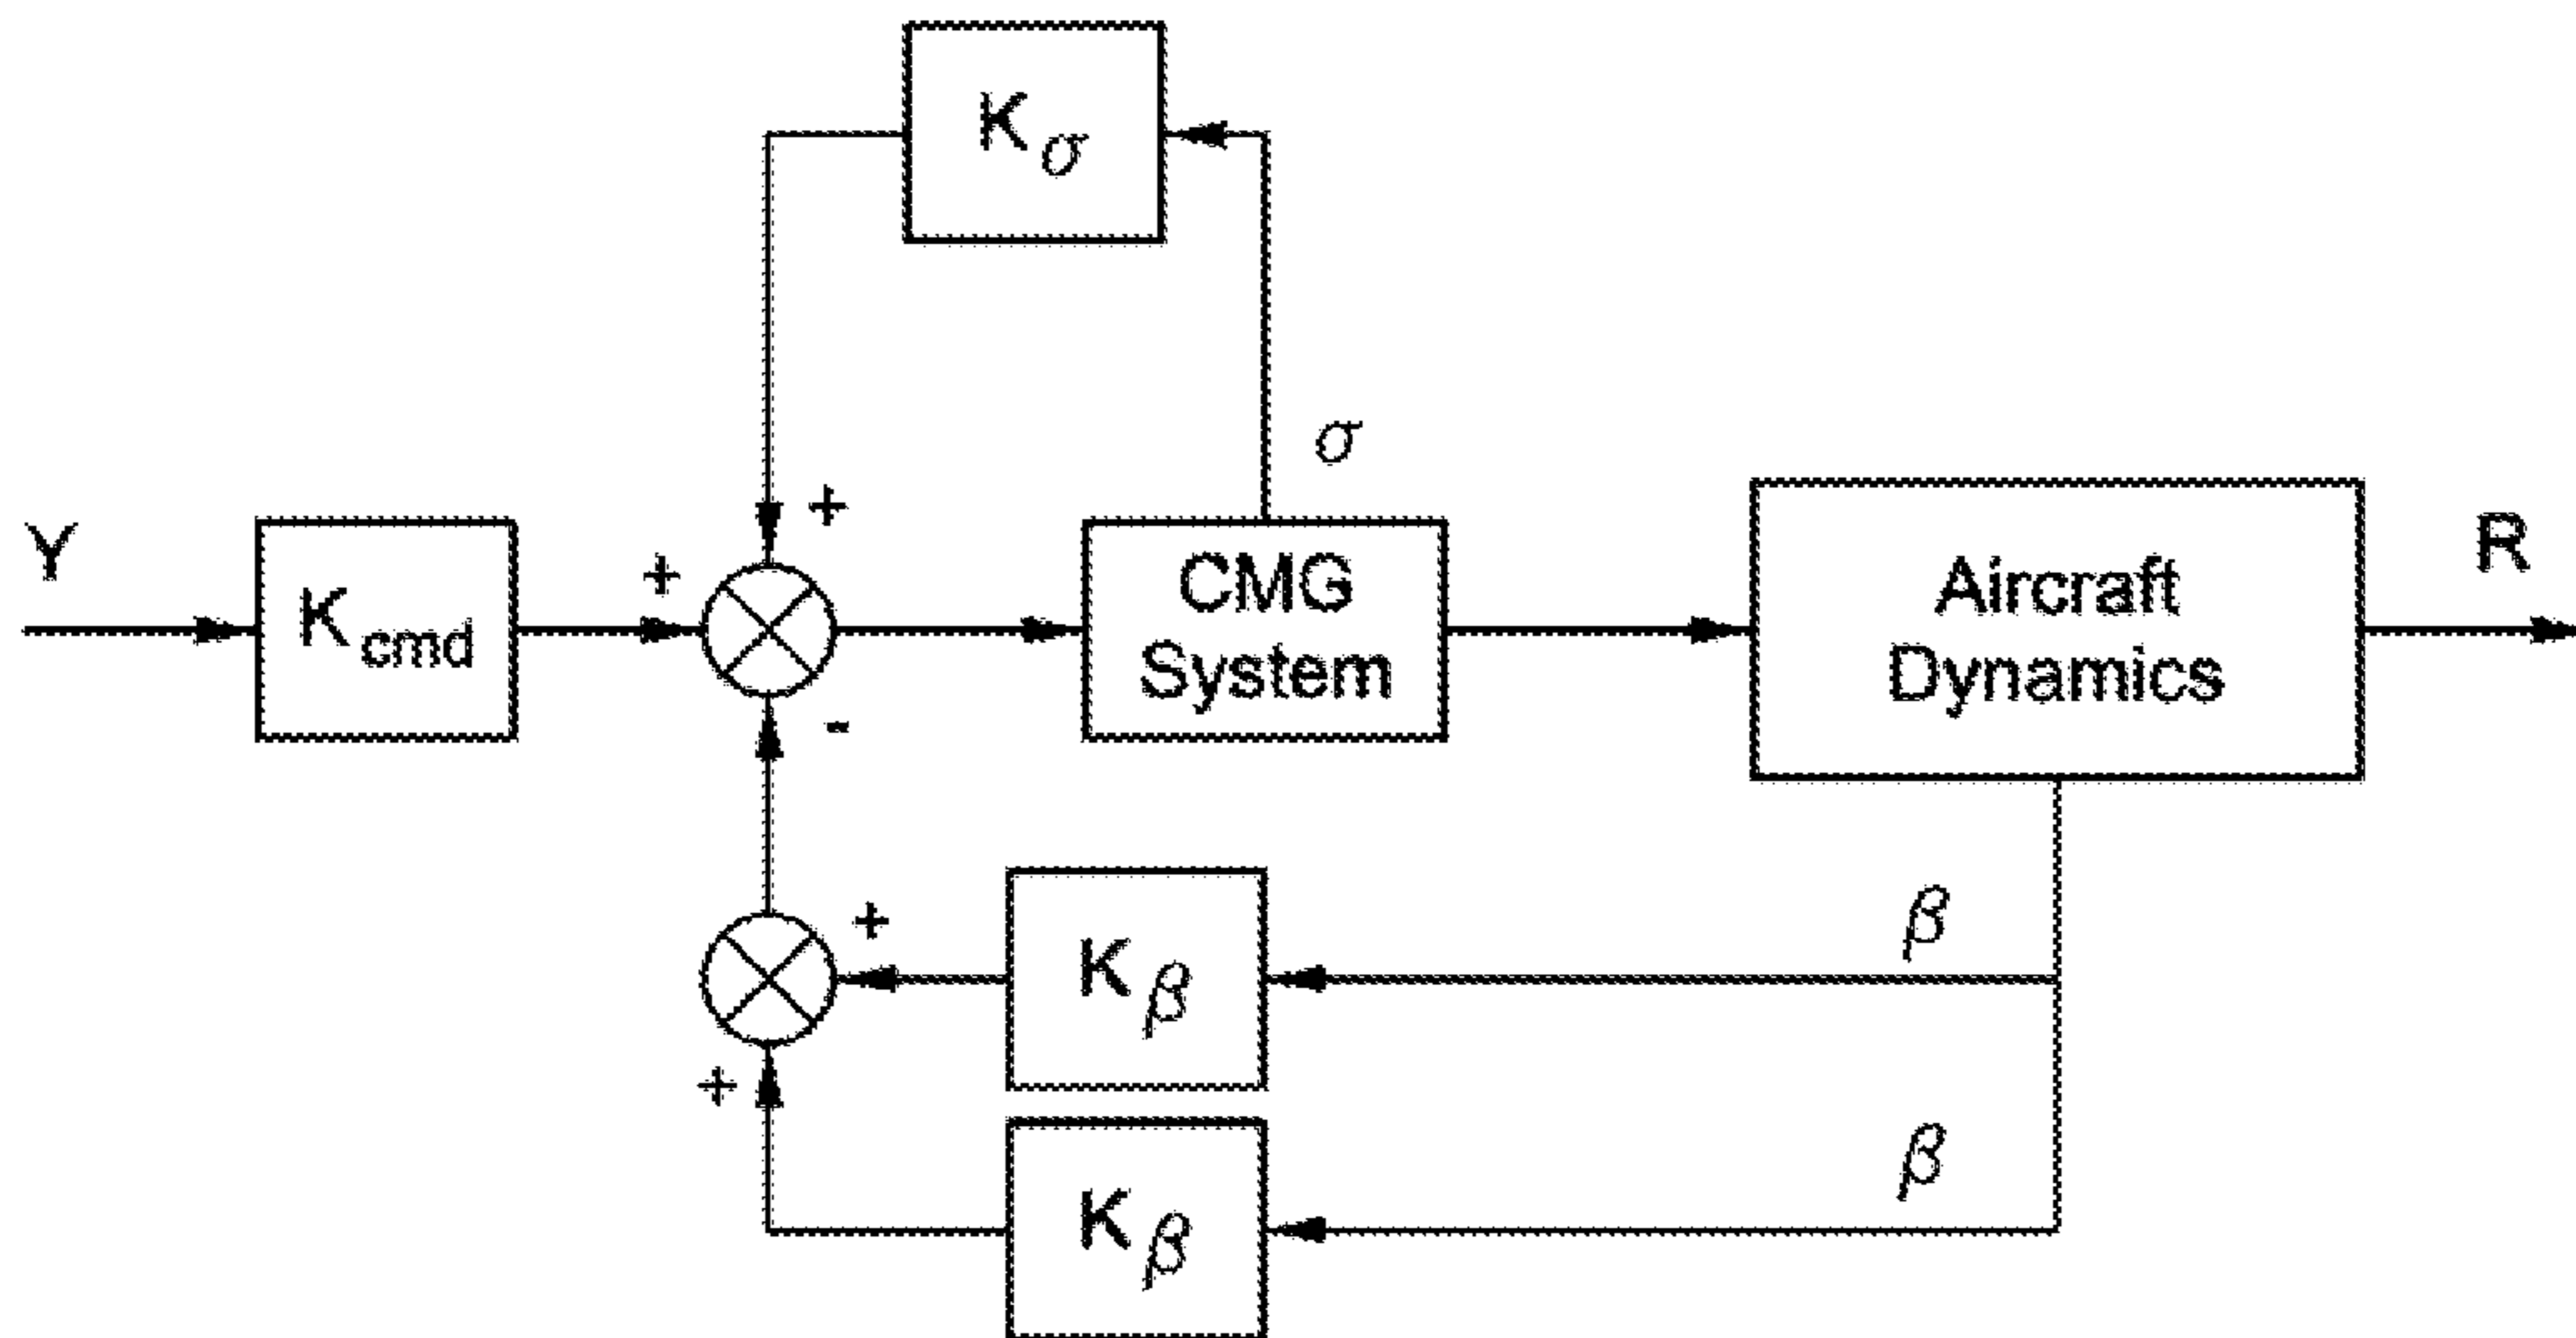 Kσ
σ
+
Y
Kcmd
+
CMG
System
Aircraft
Dynamics
R
-
β
+
Kβ
+
β
Kβ